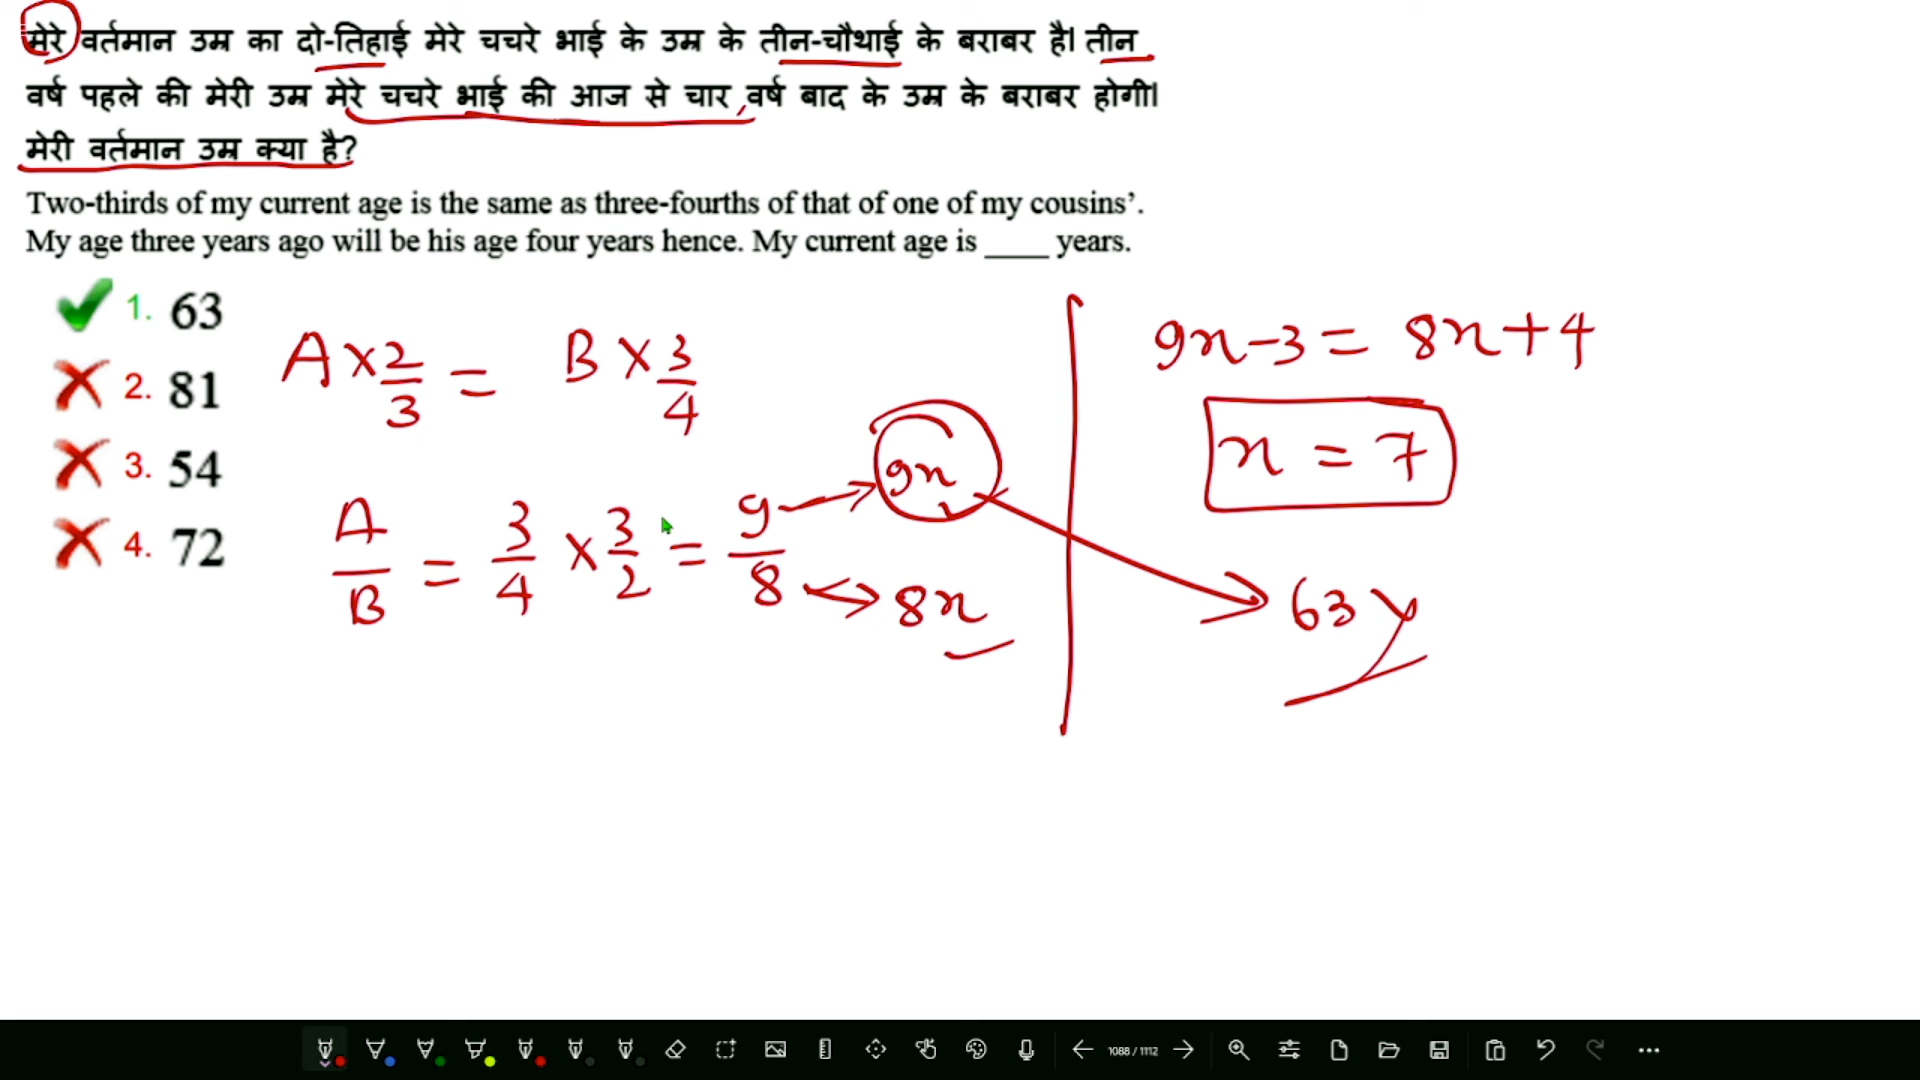 मेरे वर्तमान उम्र का दो-तिहाई मेरे चचरे भाई के उम्र के तीन-चौथाई के बराबर है। तीन
वर्ष पहले की मेरी उम्र मेरे चचरे भाई की आज से चार वर्ष बाद के उम्र के बराबर होगी।
मेरी वर्तमान उम्र क्या है?
Two-thirds of my current age is the same as three-fourths of that of one of my cousins’.
My age three years ago will be his age four years hence. My current age is ____ years.
1. 63
2. 81
3. 54
4. 72
A × 2/3 = B × 3/4
A/B = 3/4 × 3/2 = 9/8
9x
8x
9x - 3 = 8x + 4
x = 7
63 y
1088 / 1112